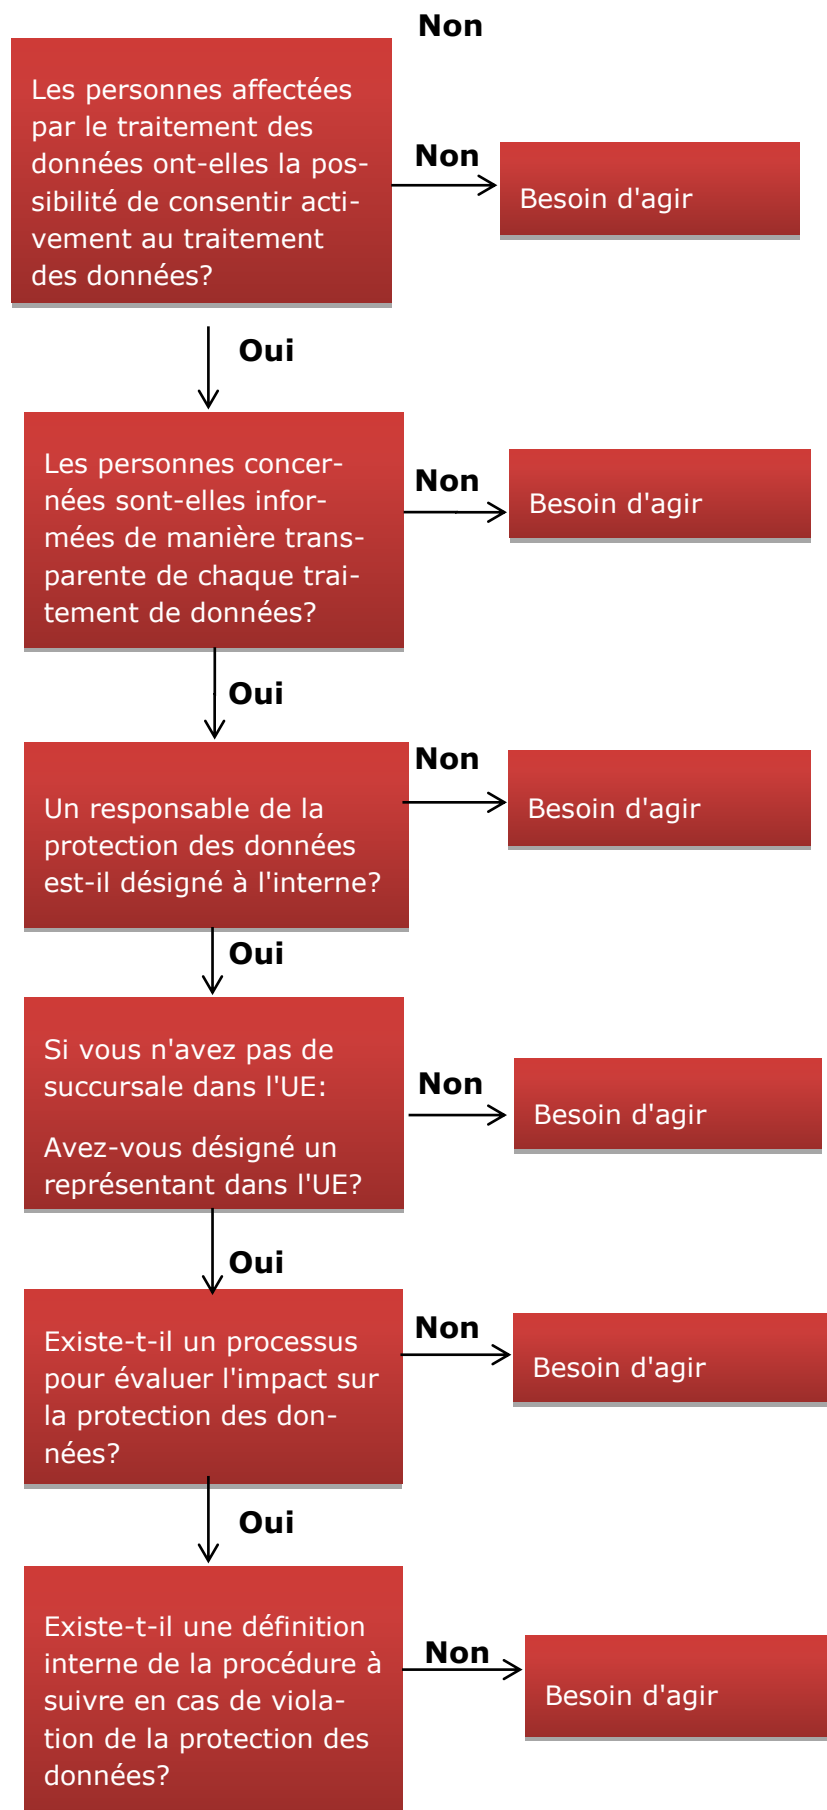 Non
Les personnes affectées
par le traitement des
données ont-elles la pos-
sibilité de consentir acti-
vement au traitement
des données?
Non
Besoin d'agir
Oui
Les personnes concer-
nées sont-elles infor-
mées de manière trans-
parente de chaque trai-
tement de données?
Non
Besoin d'agir
Oui
Un responsable de la
protection des données
est-il désigné à l'interne?
Non
Besoin d'agir
Oui
Si vous n'avez pas de
succursale dans l'UE:
Avez-vous désigné un
représentant dans l'UE?
Non
Besoin d'agir
Oui
Existe-t-il un processus
pour évaluer l'impact sur
la protection des don-
nées?
Non
Besoin d'agir
Oui
Existe-t-il une définition
interne de la procédure à
suivre en cas de viola-
tion de la protection des
données?
Non
Besoin d'agir